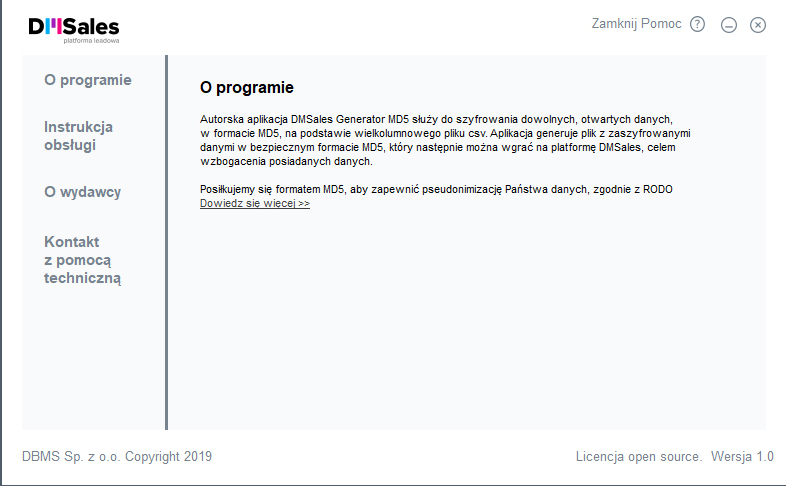 DMSales
platforma leadowa
Zamknij Pomoc ?
O programie
Instrukcja
obsługi
O wydawcy
Kontakt
z pomocą
techniczną
O programie
Autorska aplikacja DMSales Generator MD5 służy do szyfrowania dowolnych, otwartych danych,
w formacie MD5, na podstawie wielkolumnowego pliku csv. Aplikacja generuje plik z zaszyfrowanymi
danymi w bezpiecznym formacie MD5, który następnie można wgrać na platformę DMSales, celem
wzbogacenia posiadanych danych.
Posiłkujemy się formatem MD5, aby zapewnić pseudonimizację Państwa danych, zgodnie z RODO
Dowiedz się więcej >>
DBMS Sp. z o.o. Copyright 2019
Licencja open source. Wersja 1.0